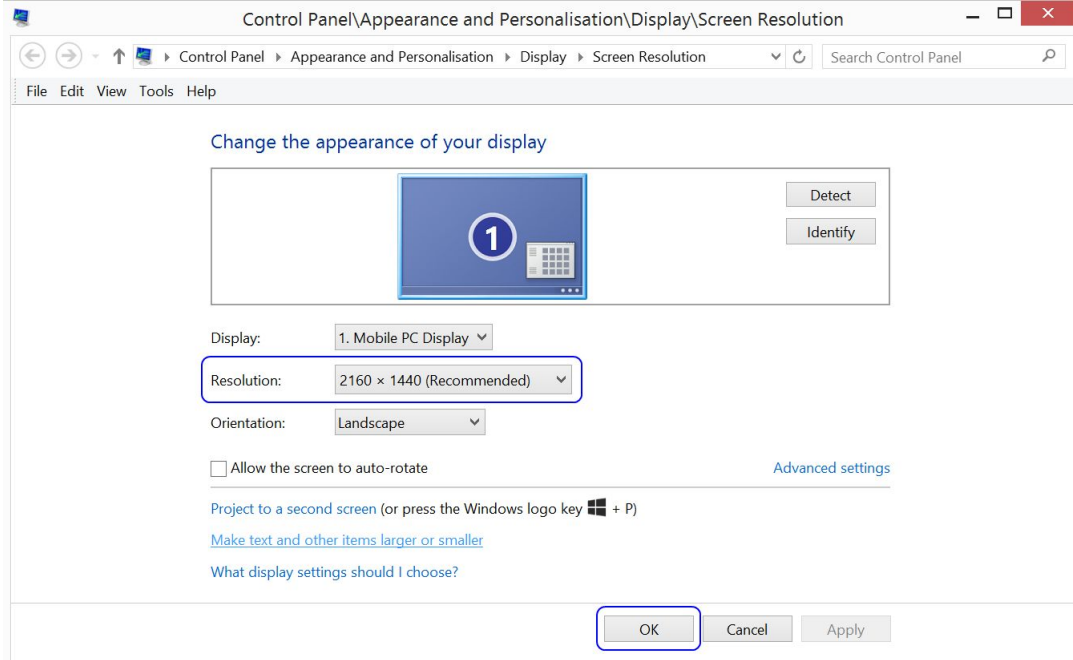 Control Panel\Appearance and Personalisation\Display\Screen Resolution
Control Panel Appearance and Personalisation Display Screen Resolution Search Control Panel
File Edit View Tools Help
Change the appearance of your display
1
Detect
Identify
Display: 1. Mobile PC Display
Resolution: 2160 × 1440 (Recommended)
Orientation: Landscape
Allow the screen to auto-rotate Advanced settings
Project to a second screen (or press the Windows logo key + P)
Make text and other items larger or smaller
What display settings should I choose?
OK Cancel Apply